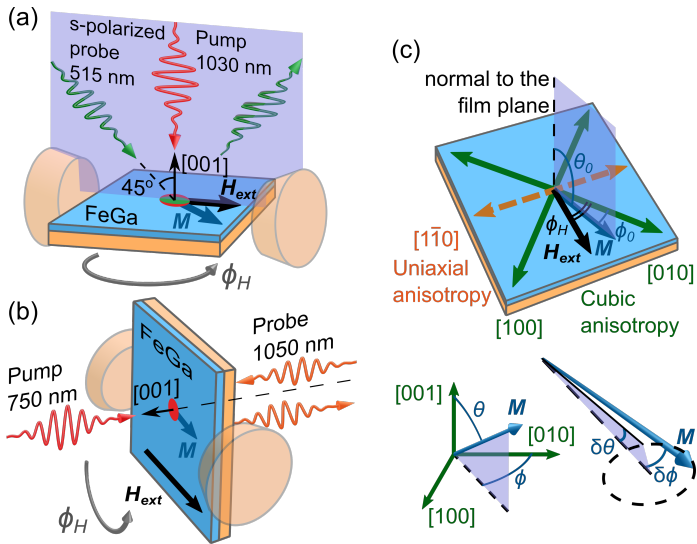 (a)
s-polarized
probe
515 nm
Pump
1030 nm
[001]
45°
H_ext
FeGa
M
ϕ_H
(b)
Pump
750 nm
FeGa
Probe
1050 nm
[001]
M
H_ext
ϕ_H
(c)
normal to the
film plane
θ_0
ϕ_H
ϕ_0
M
H_ext
[11̄0]
Uniaxial
anisotropy
[010]
Cubic
anisotropy
[100]
[001]
θ
M
[010]
ϕ
[100]
M
δθ
δϕ